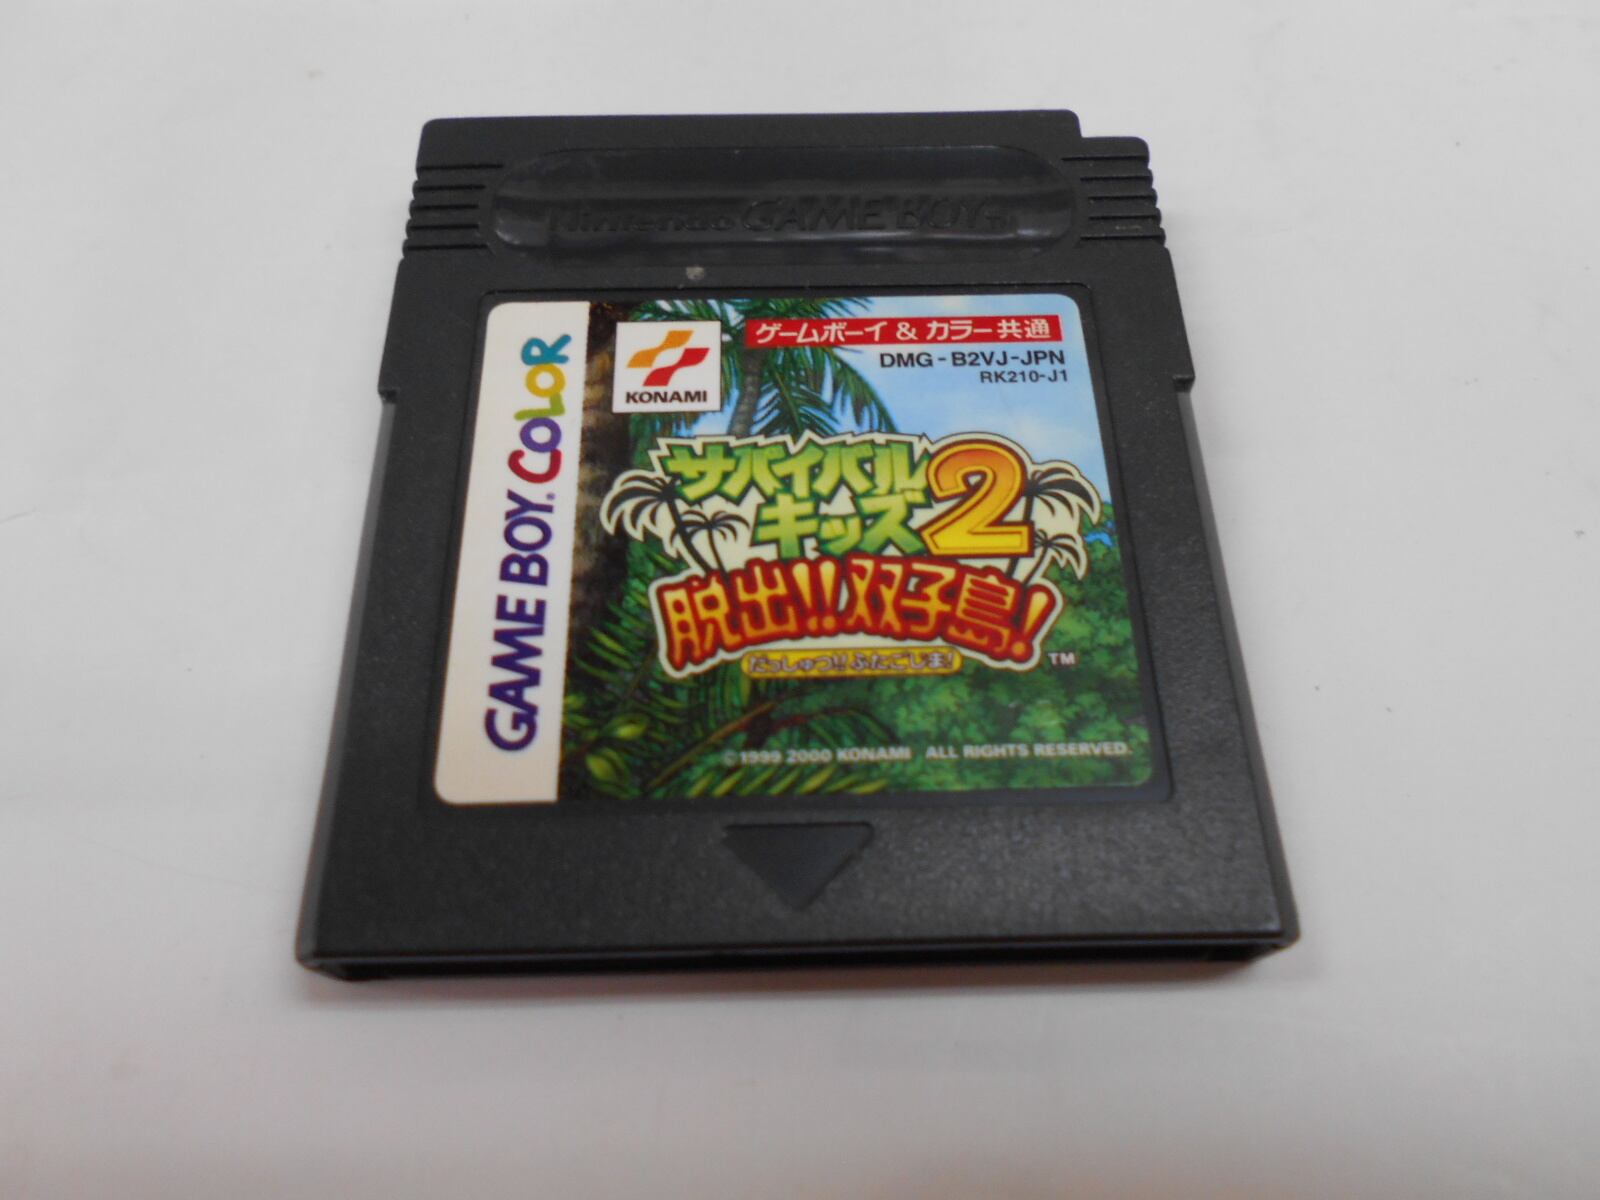 Nintendo GAME BOY TM
GAME BOY COLOR
KONAMI
ゲームボーイ & カラー共通
DMG-B2VJ-JPN
RK210-J1
サバイバル
キッズ2
脱出!!双子島!
だっしゅつ!! ふたごじま!
TM
©1999 2000 KONAMI ALL RIGHTS RESERVED.